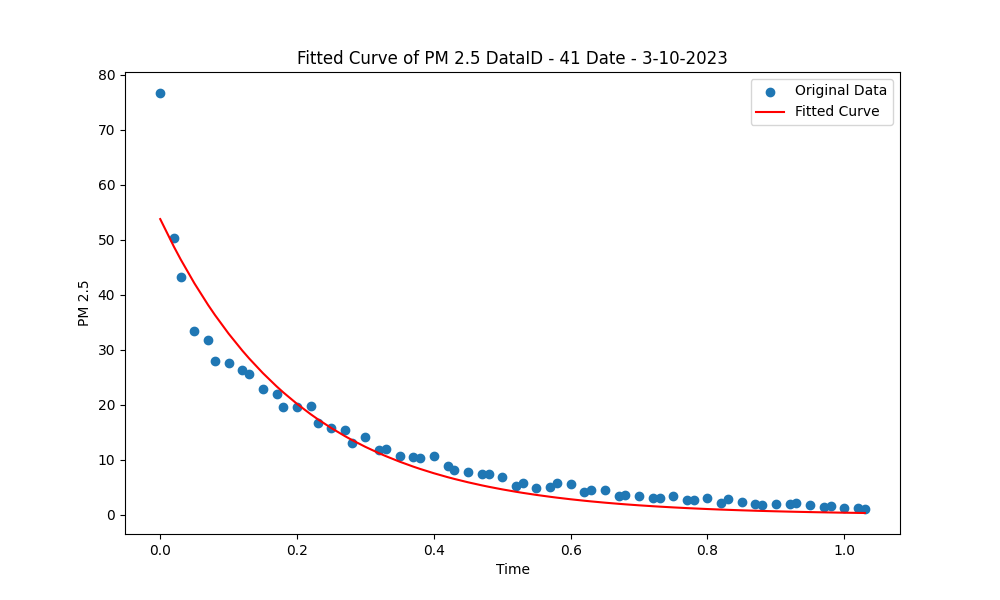 Fitted Curve of PM 2.5 DataID - 41 Date - 3-10-2023
Original Data
Fitted Curve
80
70
60
50
40
30
20
10
0
PM 2.5
0.0 0.2 0.4 0.6 0.8 1.0
Time